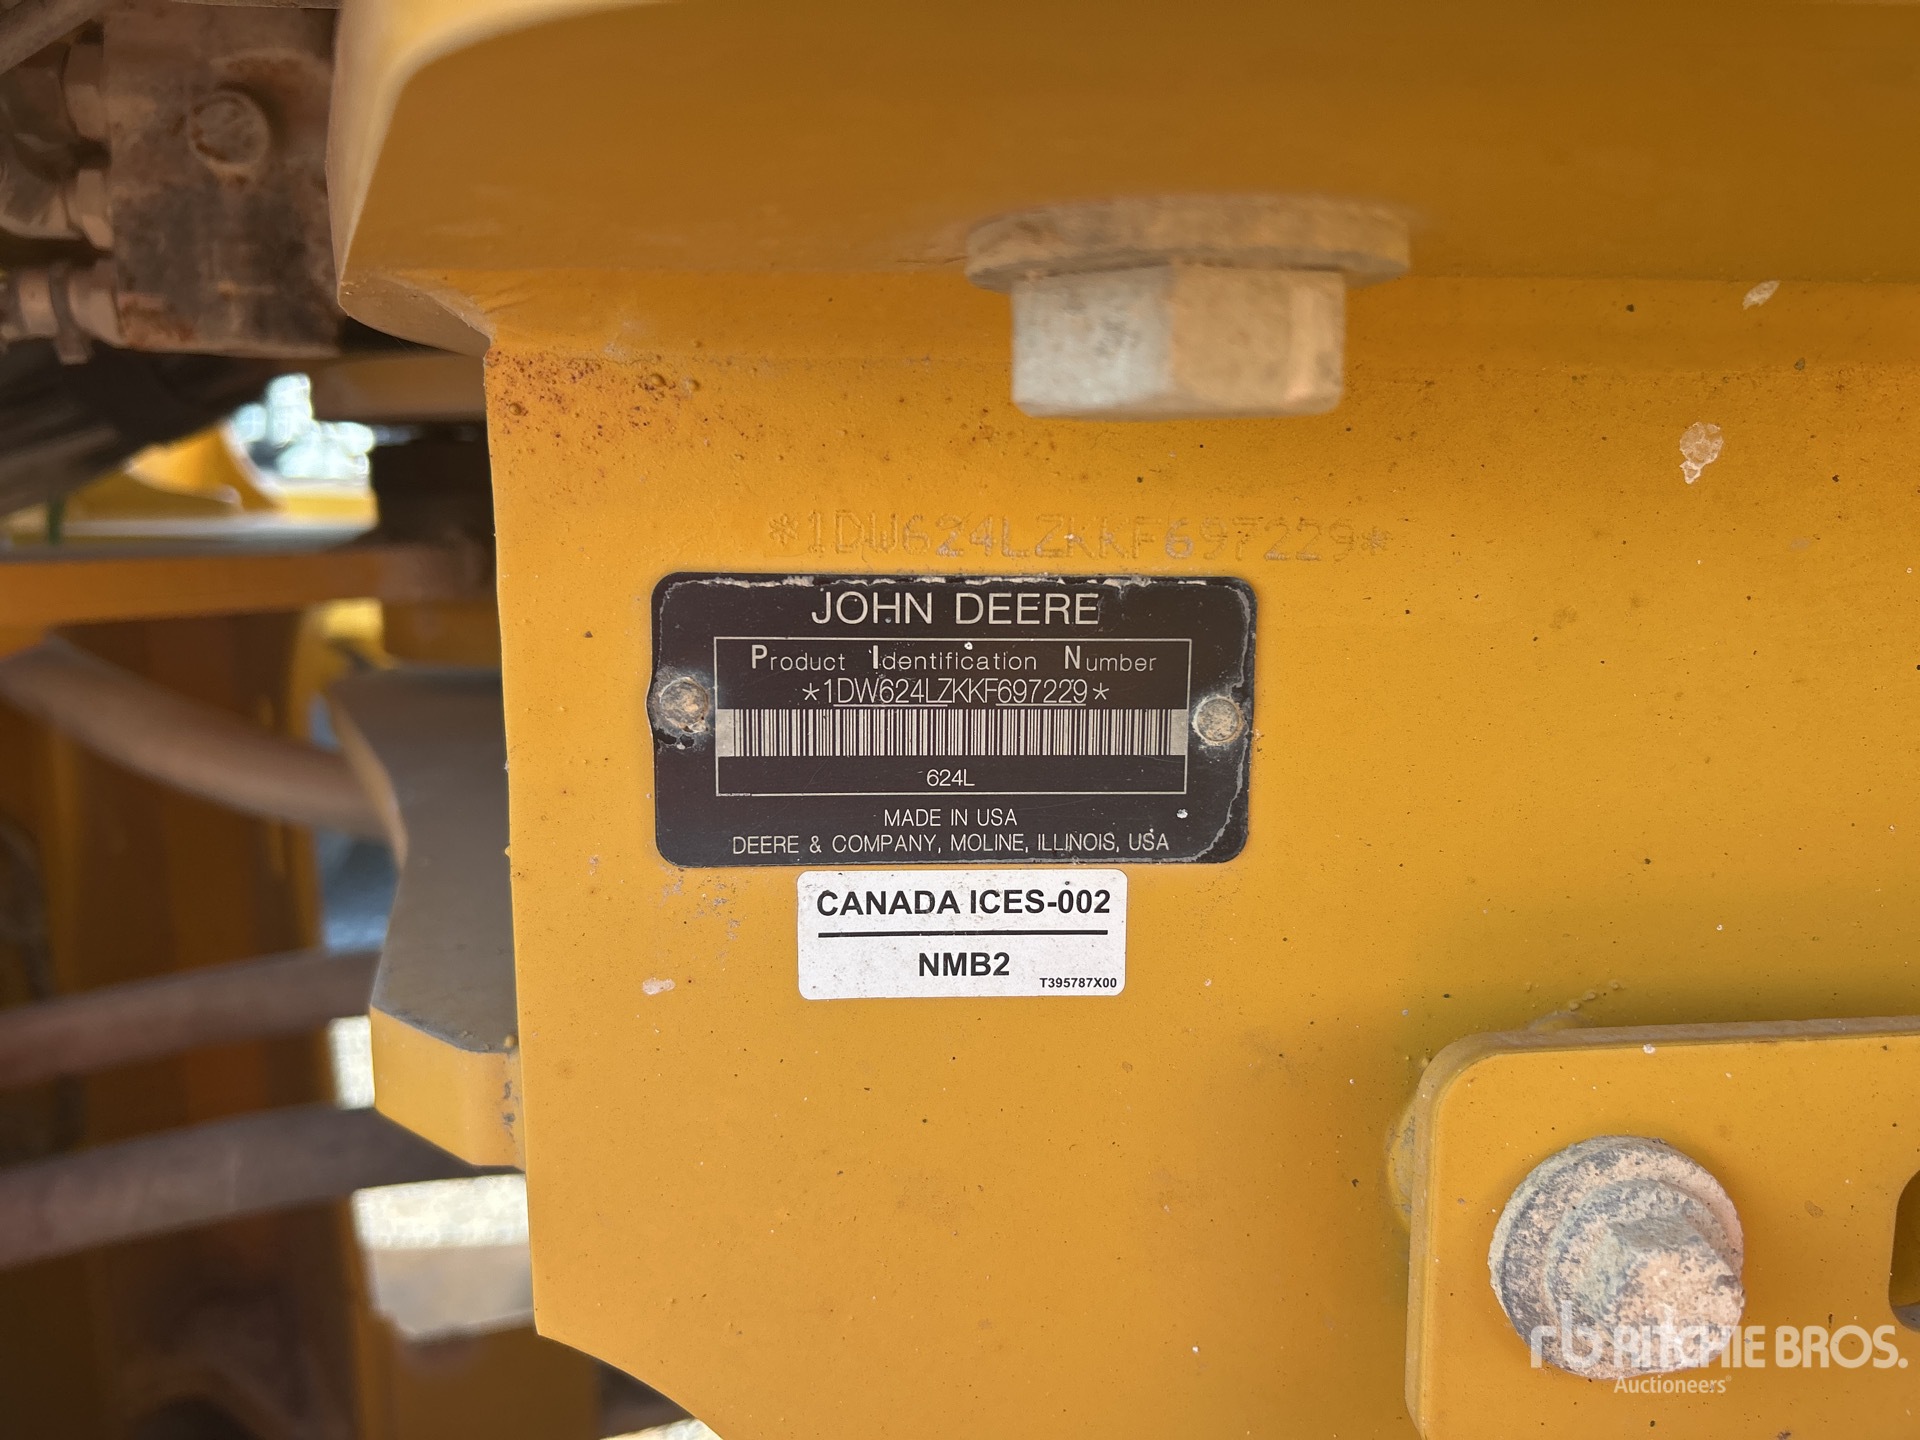 *1DW624LZKKF697229*
JOHN DEERE
Product Identification Number
*1DW624LZKKF697229*
624L
MADE IN USA
DEERE & COMPANY, MOLINE, ILLINOIS, USA
CANADA ICES-002
NMB2
T395787X00
rb RITCHIE BROS.
Auctioneers